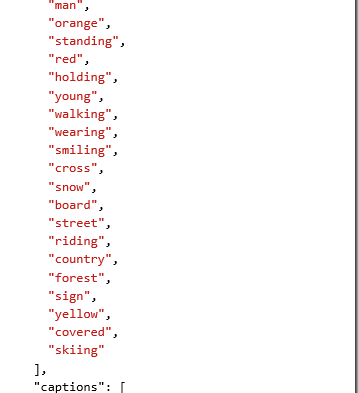 "man",
"orange",
"standing",
"red",
"holding",
"young",
"walking",
"wearing",
"smiling",
"cross",
"snow",
"board",
"street",
"riding",
"country",
"forest",
"sign",
"yellow",
"covered",
"skiing"
],
"captions": [